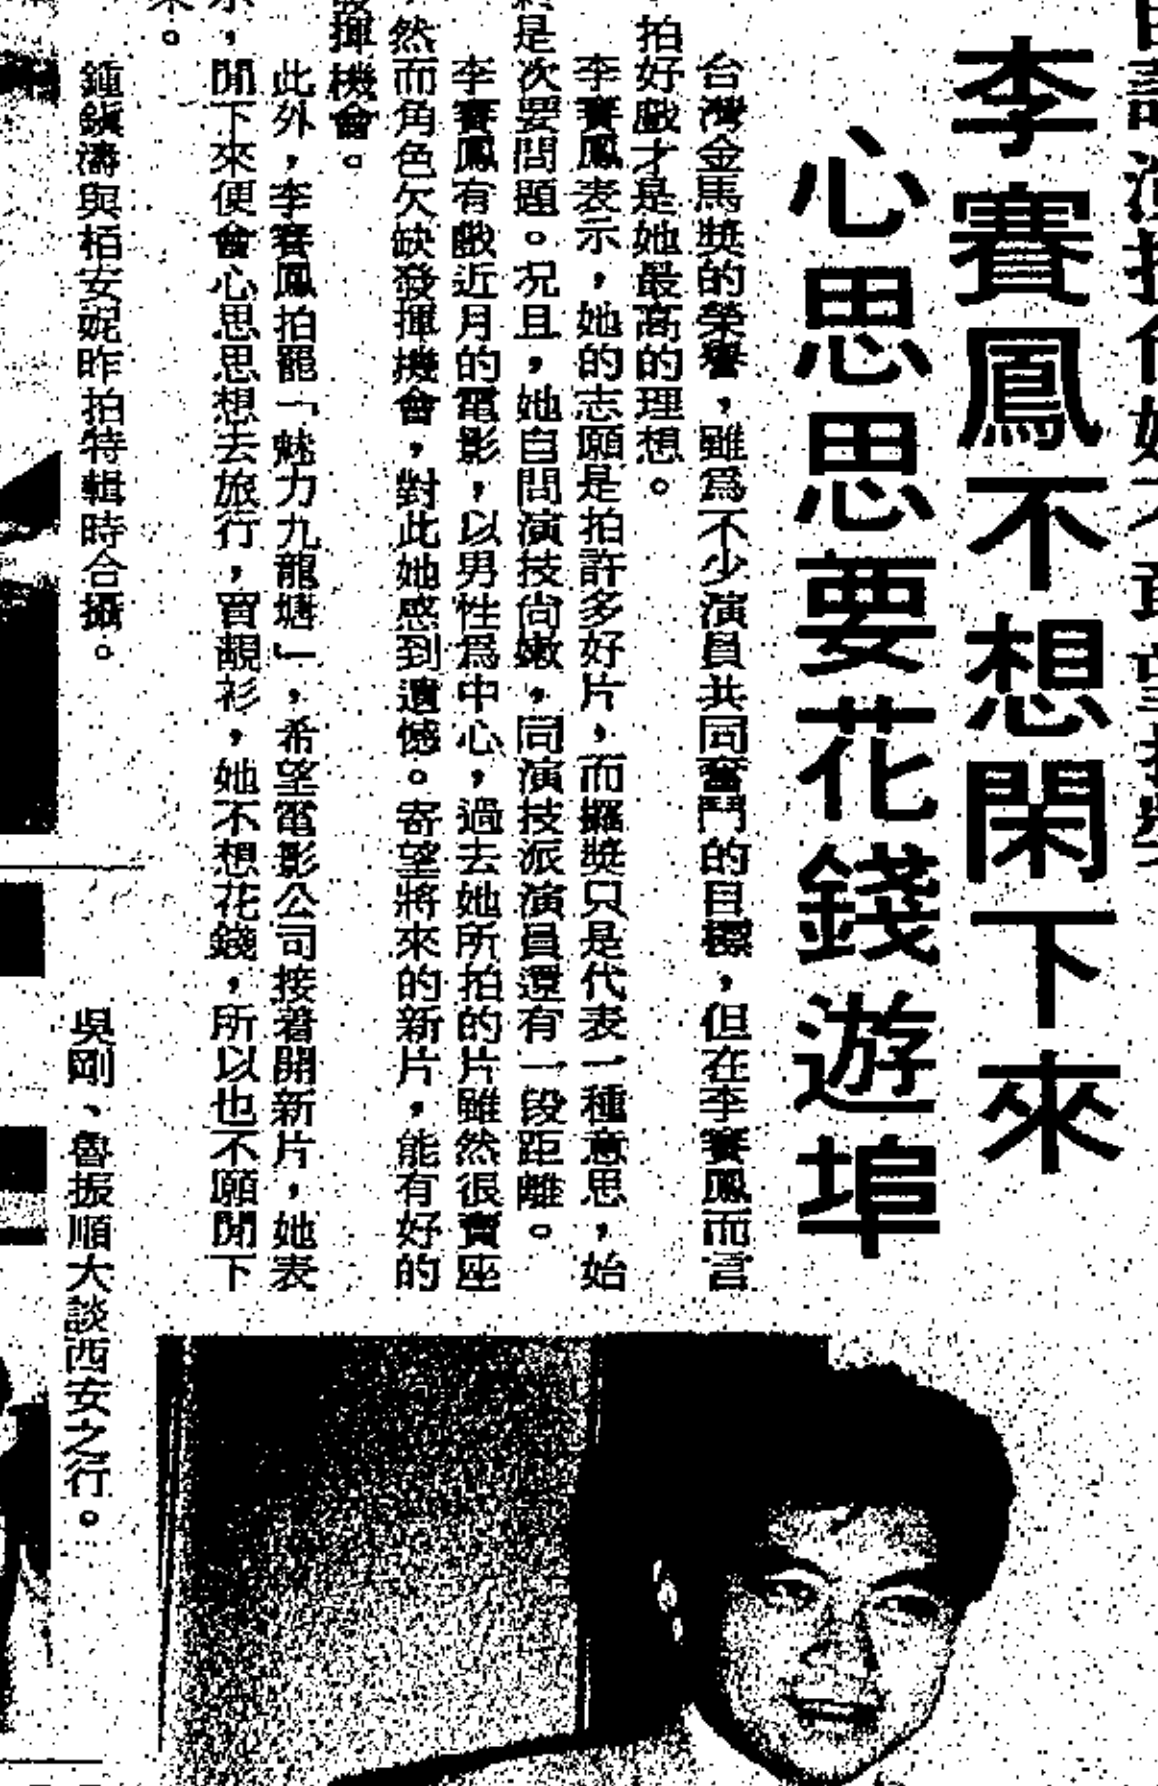 李賽鳳不想閑下來
心思思要花錢遊埠
台灣金馬獎的榮譽，雖為不少演員共同奮鬥的目標，但在李賽鳳而言
拍好戲才是她最高的理想。
李賽鳳表示，她的志願是拍許多好片，而攞獎只是代表一種意思，始
是次要問題。況且，她自問演技尚嫩，同演技派演員還有一段距離。
李賽鳳有戲近月的電影，以男性為中心，過去她所拍的片雖然很賣座
然而角色欠缺發揮機會，對此她感到遺憾。寄望將來的新片，能有好的
發揮機會。
此外，李賽鳳拍罷「魅力九龍塘」，希望電影公司接着開新片，她表
示，閒下來便會心思思想去旅行，買靚衫，她不想花錢，所以也不願閒下
來。
鍾鎮濤與栢安妮昨拍特輯時合攝。
吳剛、魯振順大談西安之行。